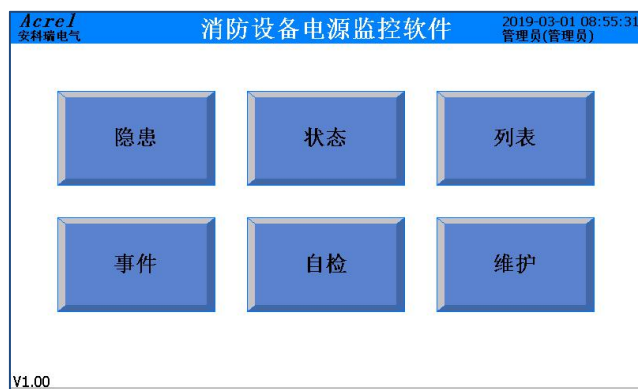 Acrel
安科瑞电气
消防设备电源监控软件
2019-03-01 08:55:31
管理员(管理员)
隐患
状态
列表
事件
自检
维护
V1.00